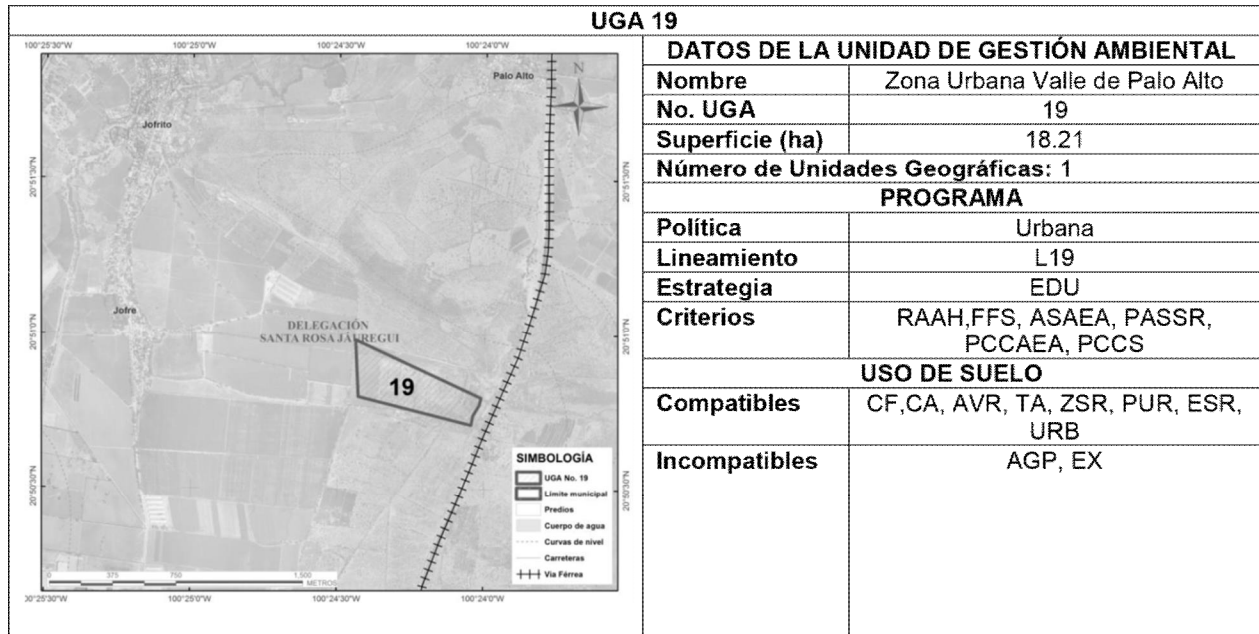 UGA 19
100°25'30"W 100°25'0"W 100°24'30"W 100°24'0"W
Palo Alto
N
Jofrito
20°51'30"N
20°51'30"N
Jofre
20°51'0"N
20°51'0"N
DELEGACIÓN
SANTA ROSA JÁUREGUI
19
20°50'30"N
20°50'30"N
SIMBOLOGÍA
UGA No. 19
Límite municipal
Predios
Cuerpo de agua
Curvas de nivel
Carreteras
Vía Férrea
0 375 750 1,500
METROS
100°25'30"W 100°25'0"W 100°24'30"W 100°24'0"W
DATOS DE LA UNIDAD DE GESTIÓN AMBIENTAL
Nombre Zona Urbana Valle de Palo Alto
No. UGA 19
Superficie (ha) 18.21
Número de Unidades Geográficas: 1
PROGRAMA
Política Urbana
Lineamiento L19
Estrategia EDU
Criterios RAAH,FFS, ASAEA, PASSR,
PCCAEA, PCCS
USO DE SUELO
Compatibles CF,CA, AVR, TA, ZSR, PUR, ESR,
URB
Incompatibles AGP, EX